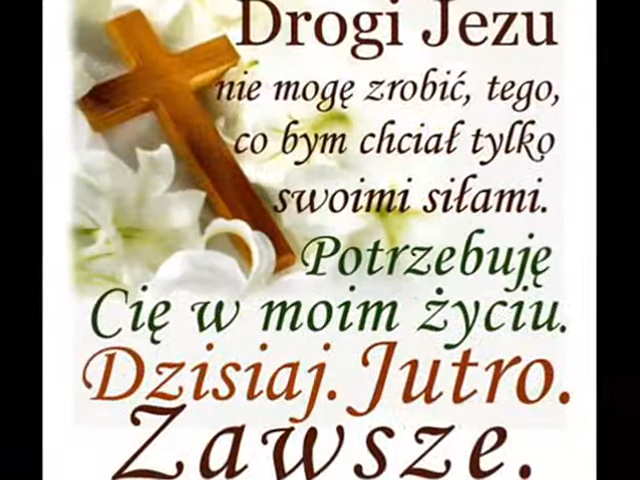 Drogi Jezu
nie mogę zrobić, tego,
co bym chciał tylko
swoimi siłami.
Potrzebuję
Cię w moim życiu.
Dzisiaj. Jutro.
Zawsze.